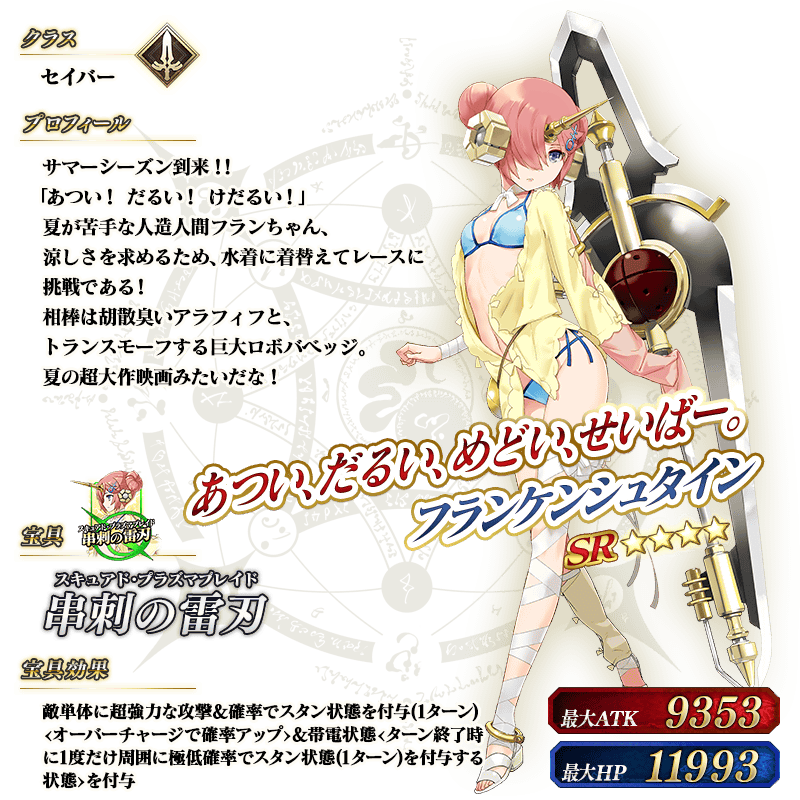 クラス
セイバー
プロフィール
サマーシーズン到来！！
「あつい！ だるい！ けだるい！」
夏が苦手な人造人間フランちゃん、
涼しさを求めるため、水着に着替えてレースに
挑戦である！
相棒は胡散臭いアラフィフと、
トランスモーフする巨大ロボバベッジ。
夏の超大作映画みたいだな！
あつい、だるい、めどい、せいばー。
フランケンシュタイン
SR
宝具
スキュアド・プラズマブレイド
串刺の雷刃
Q
スキュアド・プラズマブレイド
串刺の雷刃
宝具効果
敵単体に超強力な攻撃&確率でスタン状態を付与(1ターン)
<オーバーチャージで確率アップ>&帯電状態<ターン終了時
に1度だけ周囲に極低確率でスタン状態(1ターン)を付与する
状態>を付与
最大ATK 9353
最大HP 11993